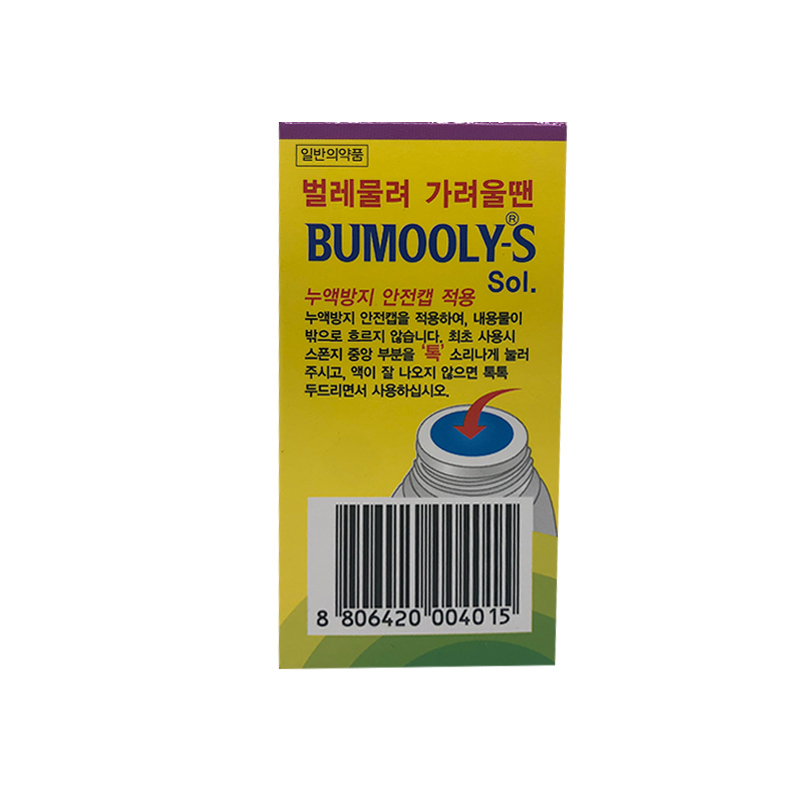 일반의약품
벌레물려 가려울땐
BUMOOLY-S®
Sol.
누액방지 안전캡 적용
누액방지 안전캡을 적용하여, 내용물이
밖으로 흐르지 않습니다. 최초 사용시
스폰지 중앙 부분을 '톡' 소리나게 눌러
주시고, 액이 잘 나오지 않으면 톡톡
두드리면서 사용하십시오.
8 806420 004015